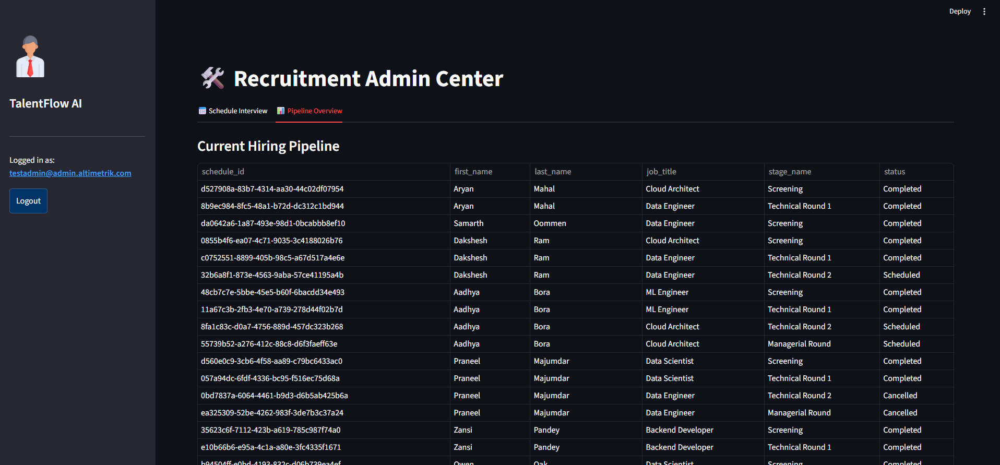 Deploy
TalentFlow AI
Logged in as:
testadmin@admin.altimetrik.com
Logout
Recruitment Admin Center
Schedule Interview Pipeline Overview
Current Hiring Pipeline
schedule_id first_name last_name job_title stage_name status
d527908a-83b7-4314-aa30-44c02df07954 Aryan Mahal Cloud Architect Screening Completed
8b9ec984-8fc5-48a1-b72d-dc312c1bd944 Aryan Mahal Data Engineer Technical Round 1 Completed
da0642a6-1a87-493e-98d1-0bcabbb8ef10 Samarth Oommen Data Engineer Screening Completed
0855b4f6-ea07-4c71-9035-3c4188026b76 Dakshesh Ram Cloud Architect Screening Completed
c0752551-8899-405b-98c5-a67d517a4e6e Dakshesh Ram Data Engineer Technical Round 1 Completed
32b6a8f1-873e-4563-9aba-57ce41195a4b Dakshesh Ram Data Engineer Technical Round 2 Scheduled
48cb7c7e-5bbe-45e5-b60f-6bacdd34e493 Aadhya Bora ML Engineer Screening Completed
11a67c3b-2fb3-4e70-a739-278d44f02b7d Aadhya Bora ML Engineer Technical Round 1 Completed
8fa1c83c-d0a7-4756-889d-457dc323b268 Aadhya Bora Cloud Architect Technical Round 2 Scheduled
55739b52-a276-412c-88c8-d6f3faeff63e Aadhya Bora Cloud Architect Managerial Round Scheduled
d560e0c9-3cb6-4f58-aa89-c79bc6433ac0 Praneel Majumdar Data Scientist Screening Completed
057a94dc-6fdf-4336-bc95-f516ec75d68a Praneel Majumdar Data Scientist Technical Round 1 Completed
0bd7837a-6064-4461-b9d3-d6b5ab425b6a Praneel Majumdar Data Engineer Technical Round 2 Cancelled
ea325309-52be-4262-983f-3de7b3c37a24 Praneel Majumdar Data Engineer Managerial Round Cancelled
35623c6f-7112-423b-a619-785c987f74a0 Zansi Pandey Backend Developer Screening Completed
e10b66b6-e95a-4c1a-a80e-3fc4335f1671 Zansi Pandey Backend Developer Technical Round 1 Completed
b94504ff-e0bd-4193-832c-d06b739ea4ef Owen Oak Data Scientist Screening Completed